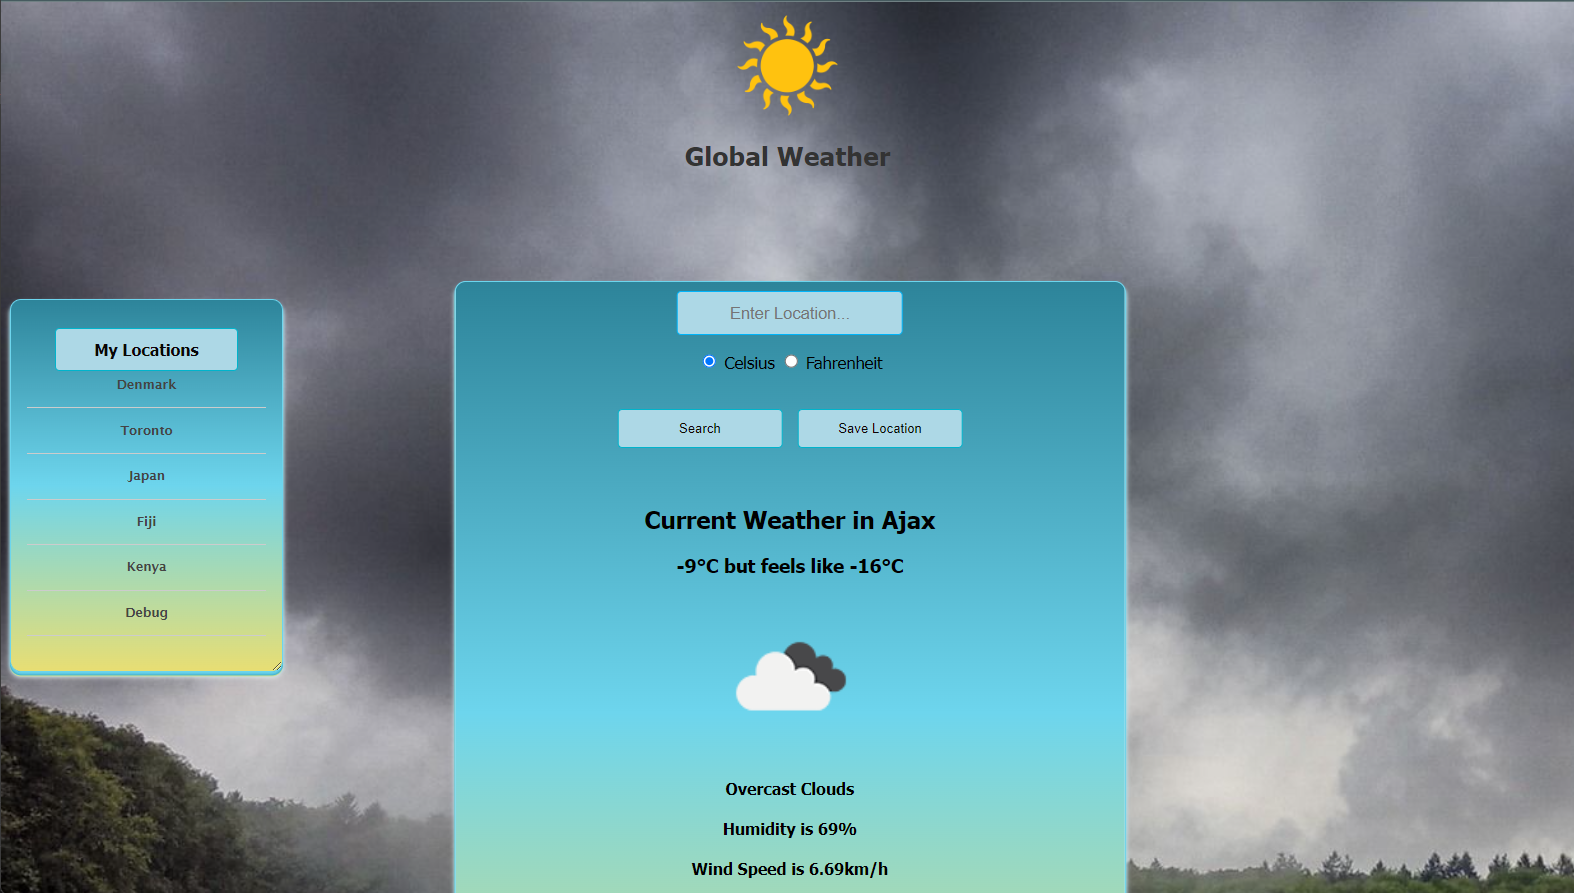 Global Weather
My Locations
Denmark
Toronto
Japan
Fiji
Kenya
Debug
Enter Location...
Celsius Fahrenheit
Search Save Location
Current Weather in Ajax
-9°C but feels like -16°C
Overcast Clouds
Humidity is 69%
Wind Speed is 6.69km/h